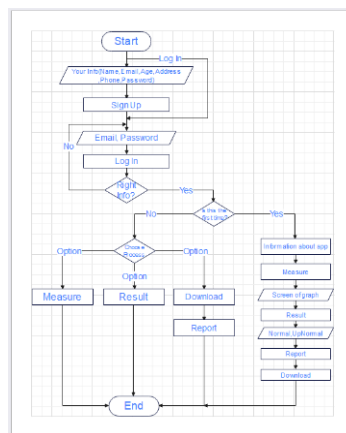 Start
Log In
Your Info(Name,Email,Age,Address
,Phone,Password)
Sign Up
Email, Password
No
Log In
Right
Info?
Yes
Is this the
first time?
No
Yes
Option
Choose
Process
Option
Option
Information about app
Measure
Measure
Result
Download
Screen of graph
Result
Report
Normal,UpNormal
Report
Download
End